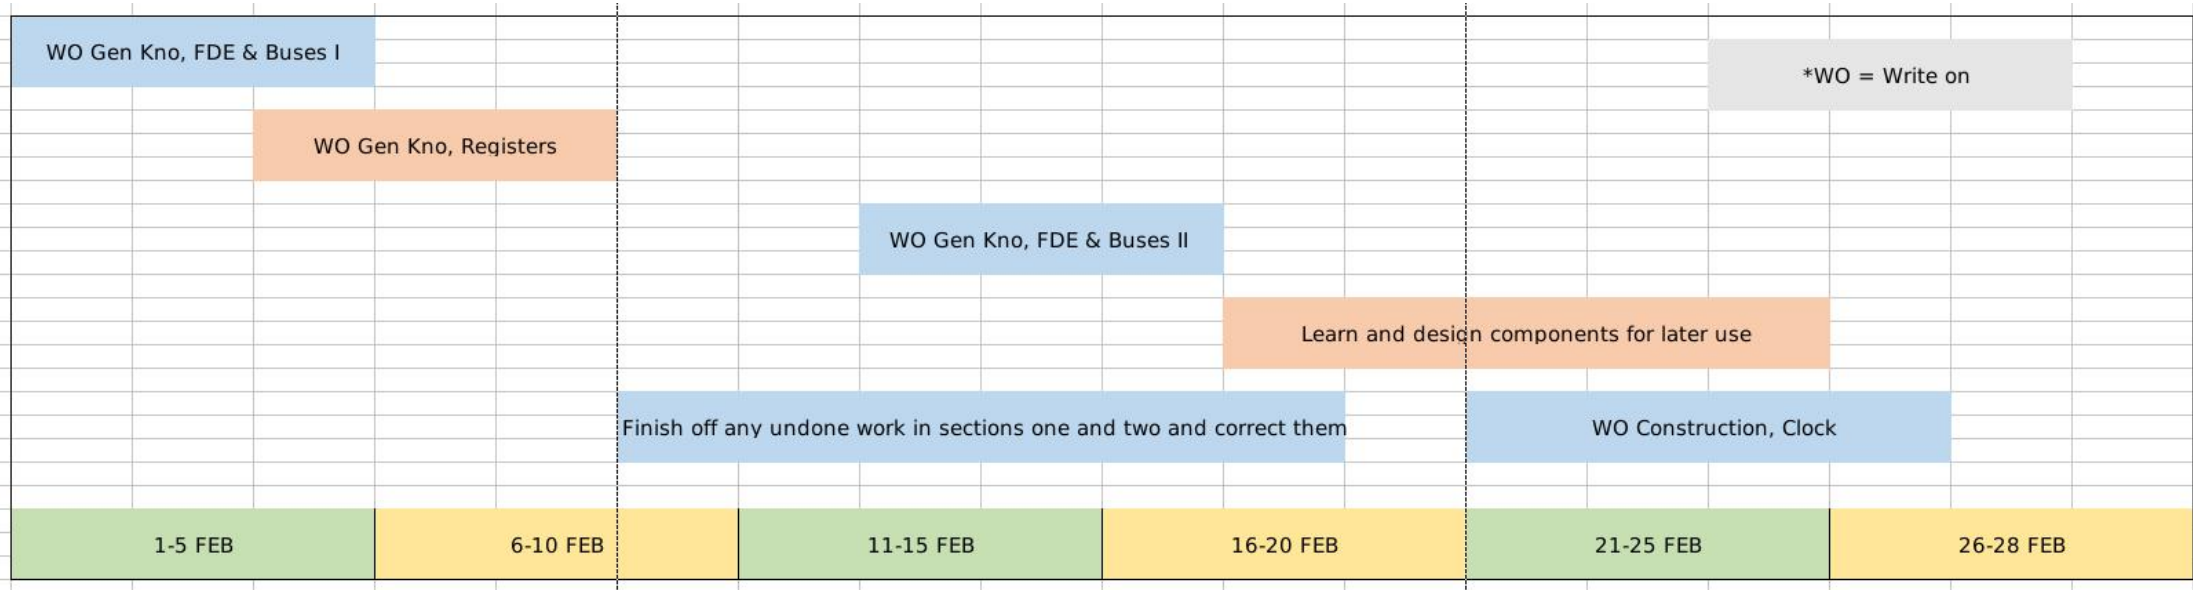 WO Gen Kno, FDE & Buses I
*WO = Write on
WO Gen Kno, Registers
WO Gen Kno, FDE & Buses II
Learn and design components for later use
Finish off any undone work in sections one and two and correct them
WO Construction, Clock
1-5 FEB
6-10 FEB
11-15 FEB
16-20 FEB
21-25 FEB
26-28 FEB